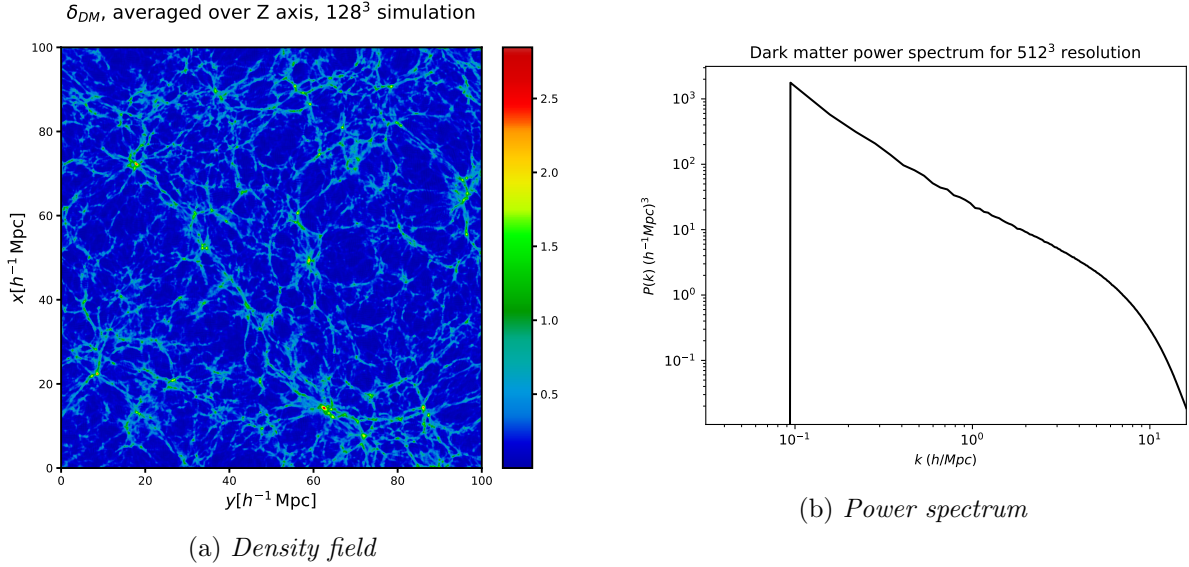 δ_DM, averaged over Z axis, 128³ simulation
100
80
60
40
20
0
x[h⁻¹ Mpc]
0 20 40 60 80 100
y[h⁻¹ Mpc]
2.5
2.0
1.5
1.0
0.5
(a) Density field
Dark matter power spectrum for 512³ resolution
10³
10²
10¹
10⁰
10⁻¹
P(k) (h⁻¹Mpc)³
10⁻¹ 10⁰ 10¹
k (h/Mpc)
(b) Power spectrum